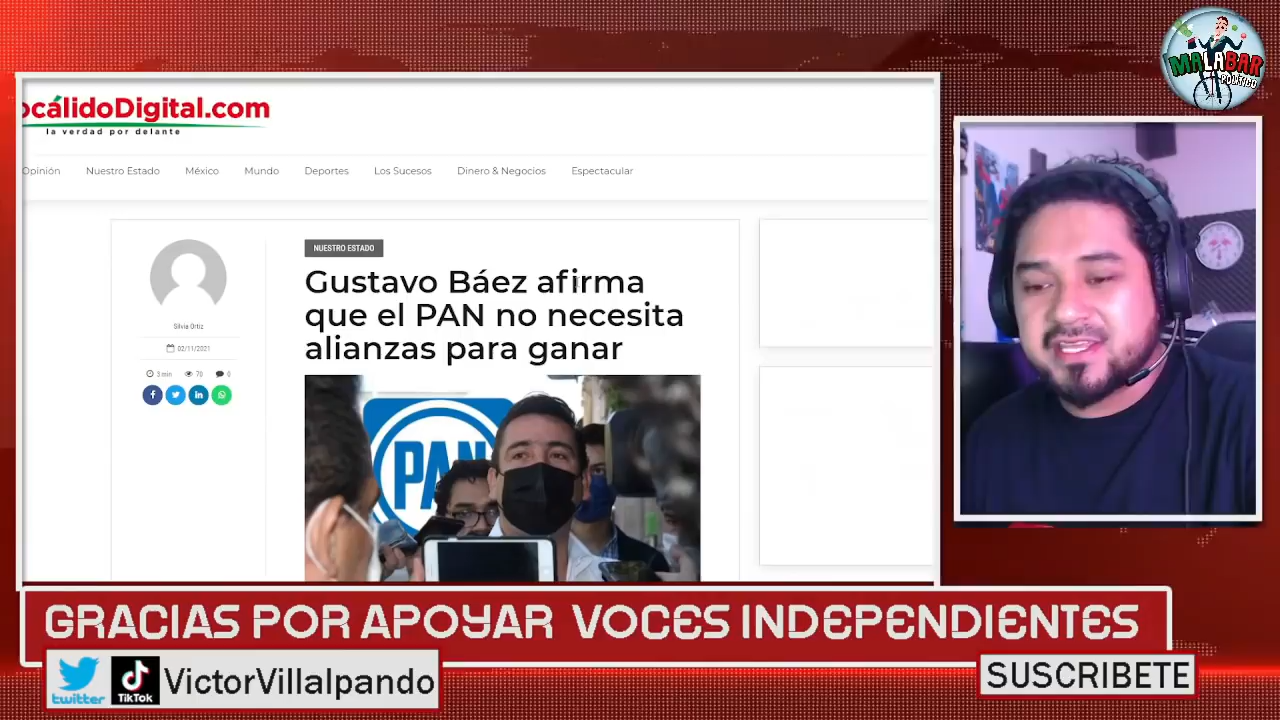 MALABAR
POLÍTICO
ocálidoDigital.com
la verdad por delante
Opinión Nuestro Estado México Mundo Deportes Los Sucesos Dinero & Negocios Espectacular
NUESTRO ESTADO
Gustavo Báez afirma
que el PAN no necesita
alianzas para ganar
Silvia Ortiz
02/11/2021
3 min 70 0
PAN
GRACIAS POR APOYAR VOCES INDEPENDIENTES
twitter TikTok VictorVillalpando
SUSCRIBETE